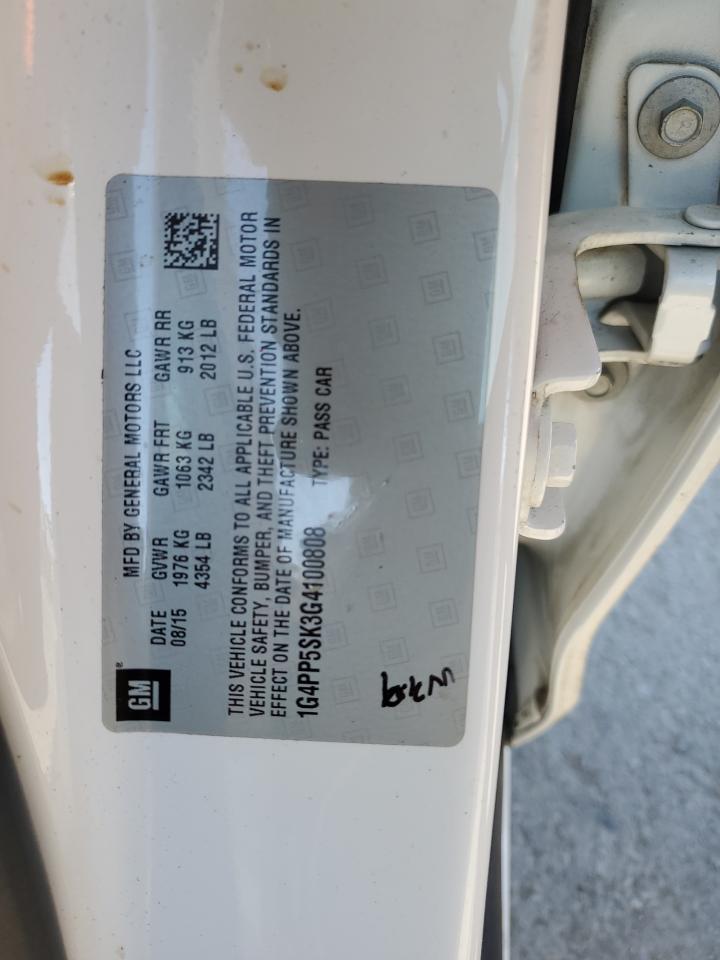 GM®
MFD BY GENERAL MOTORS LLC
DATE GVWR GAWR FRT GAWR RR
08/15 1976 KG 1063 KG 913 KG
4354 LB 2342 LB 2012 LB
THIS VEHICLE CONFORMS TO ALL APPLICABLE U.S. FEDERAL MOTOR
VEHICLE SAFETY, BUMPER, AND THEFT PREVENTION STANDARDS IN
EFFECT ON THE DATE OF MANUFACTURE SHOWN ABOVE.
1G4PP5SK3G4100808 TYPE: PASS CAR